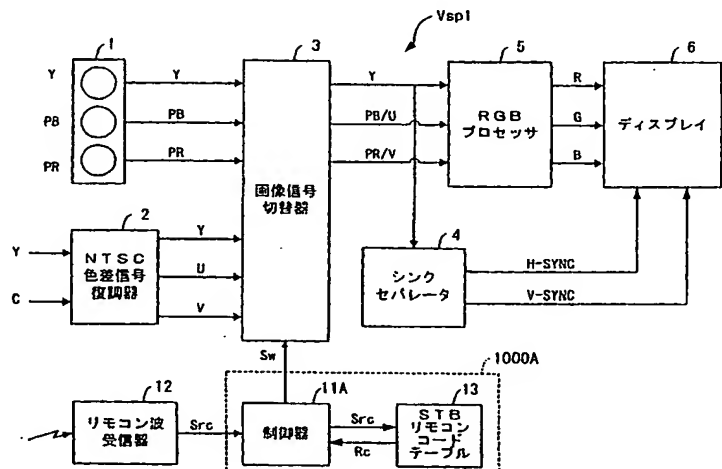 Vsp1
1
3
5
6
Y
Y
Y
R
PB
PB
PB/U
RGB
プロセッサ
G
ディスプレイ
PR
PR
PR/V
B
画像信号
切替器
2
4
Y
NTSC
色差信号
復調器
Y
U
V
C
シンク
セパレータ
H-SYNC
V-SYNC
Sw
1000A
12
11A
13
リモコン波
受信器
Src
制御器
Src
Rc
STB
リモコン
コード
テーブル